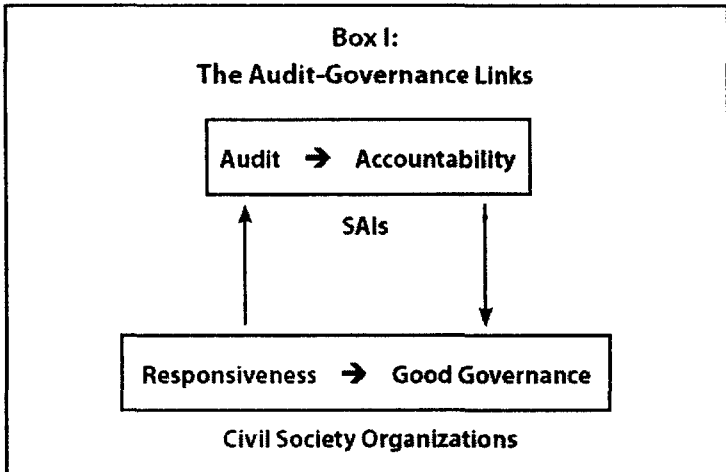 Box I:
The Audit-Governance Links
Audit ➔ Accountability
SAIs
Responsiveness ➔ Good Governance
Civil Society Organizations